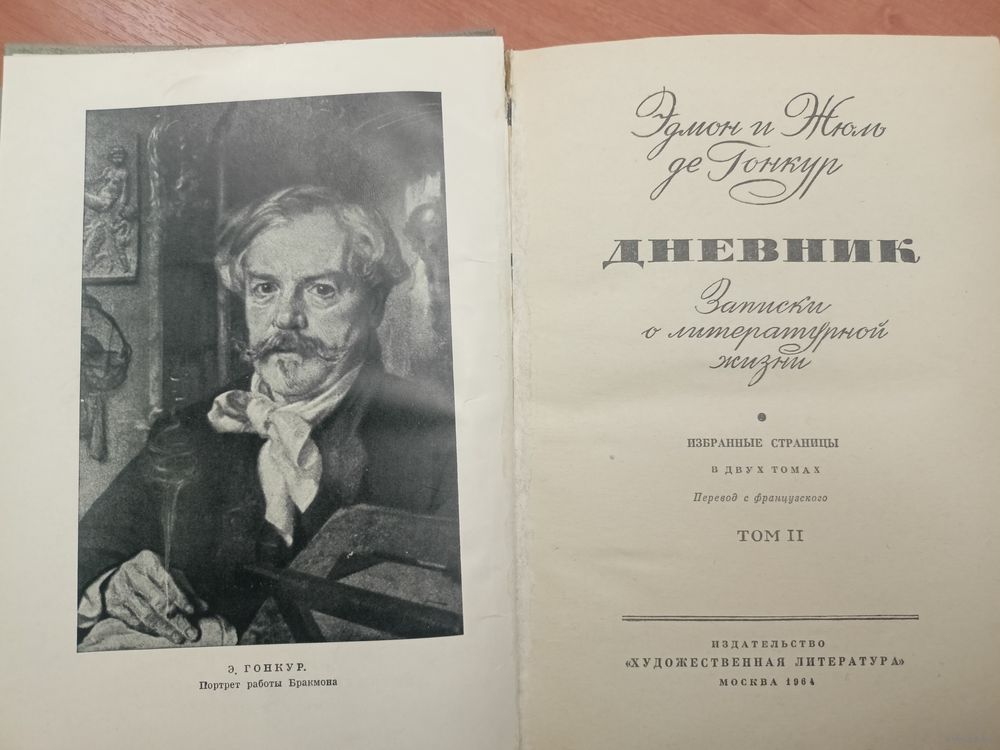 Э. ГОНКУР.
Портрет работы Бракмона
Эдмон и Жюль
де Гонкур
ДНЕВНИК
Записки
о литературной
жизни
ИЗБРАННЫЕ СТРАНИЦЫ
В ДВУХ ТОМАХ
Перевод с французского
ТОМ II
ИЗДАТЕЛЬСТВО
«ХУДОЖЕСТВЕННАЯ ЛИТЕРАТУРА»
МОСКВА 1964